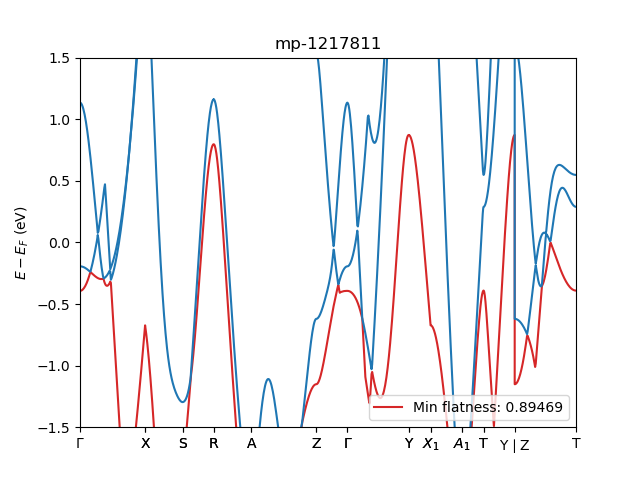 mp-1217811
E − E_F (eV)
1.5
1.0
0.5
0.0
−0.5
−1.0
−1.5
Min flatness: 0.89469
Γ X S R A Z Γ Y X₁ A₁ T Y | Z T